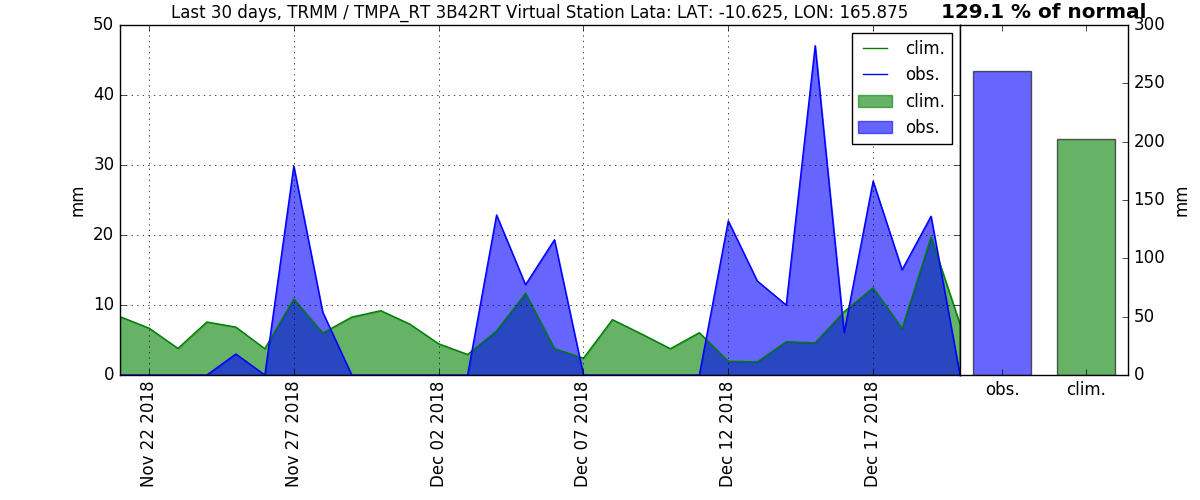 Last 30 days, TRMM / TMPA_RT 3B42RT Virtual Station Lata: LAT: -10.625, LON: 165.875
129.1 % of normal
50
40
30
20
10
0
mm
clim.
obs.
clim.
obs.
300
250
200
150
100
50
0
mm
obs.
clim.
Nov 22 2018
Nov 27 2018
Dec 02 2018
Dec 07 2018
Dec 12 2018
Dec 17 2018